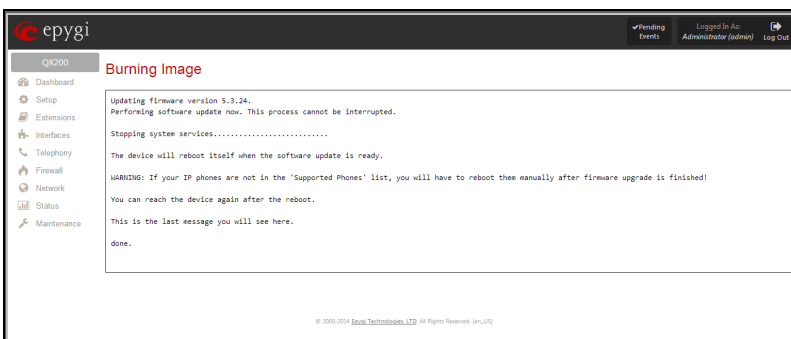 epygi
Pending
Events
Logged In As:
Administrator (admin)
Log Out
QX200
Dashboard
Setup
Extensions
Interfaces
Telephony
Firewall
Network
Status
Maintenance
Burning Image
Updating firmware version 5.3.24.
Performing software update now. This process cannot be interrupted.
Stopping system services...........................
The device will reboot itself when the software update is ready.
WARNING: If your IP phones are not in the 'Supported Phones' list, you will have to reboot them manually after firmware upgrade is finished!
You can reach the device again after the reboot.
This is the last message you will see here.
done.
© 2000-2014 Epygi Technologies, LTD. All Rights Reserved. (en_US)